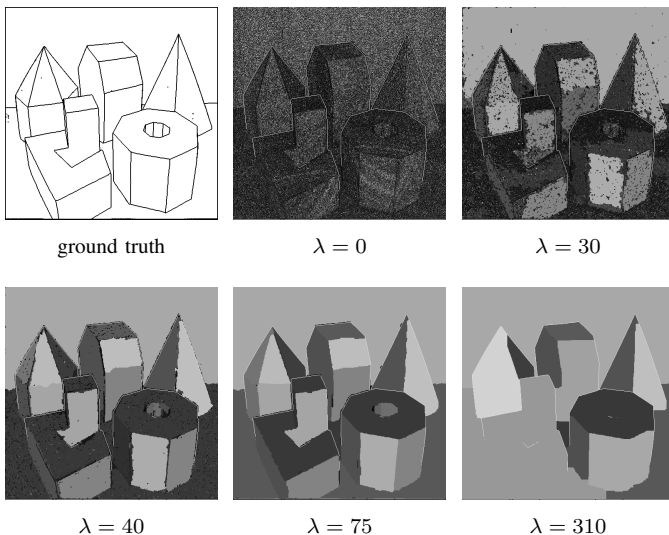 ground truth
λ = 0
λ = 30
λ = 40
λ = 75
λ = 310